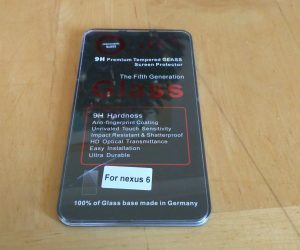 9H Premium Tempered GLASS
Screen Protector
The Fifth Generation
Glass
9H Hardness
Anti-fingerprint Coating
Unrivaled Touch Sensitivity
Impact Resistant & Shatterproof
HD Optical Transmittance
Easy Installation
Ultra Durable
For nexus 6
100% of Glass base made in Germany